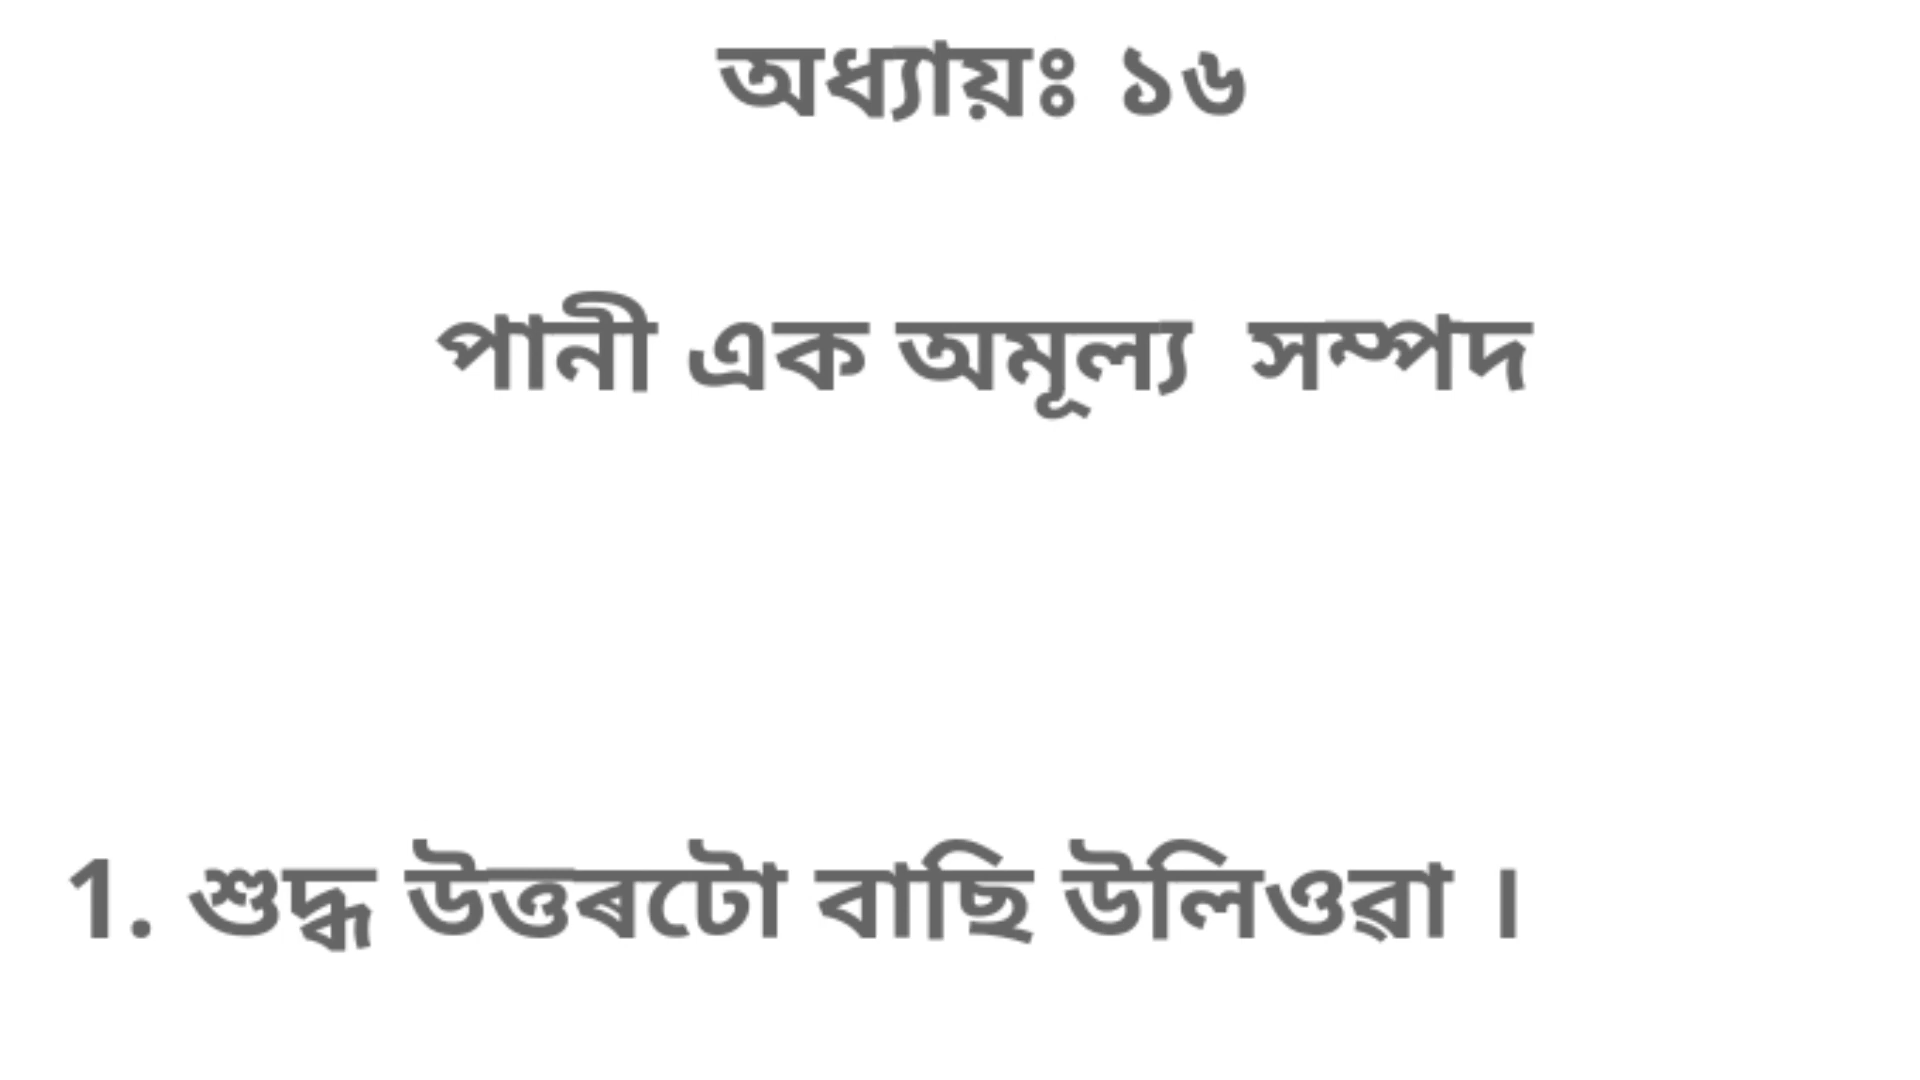 অধ্যায়ঃ ১৬
পানী এক অমূল্য সম্পদ
1. শুদ্ধ উত্তৰটো বাছি উলিওৱা ।